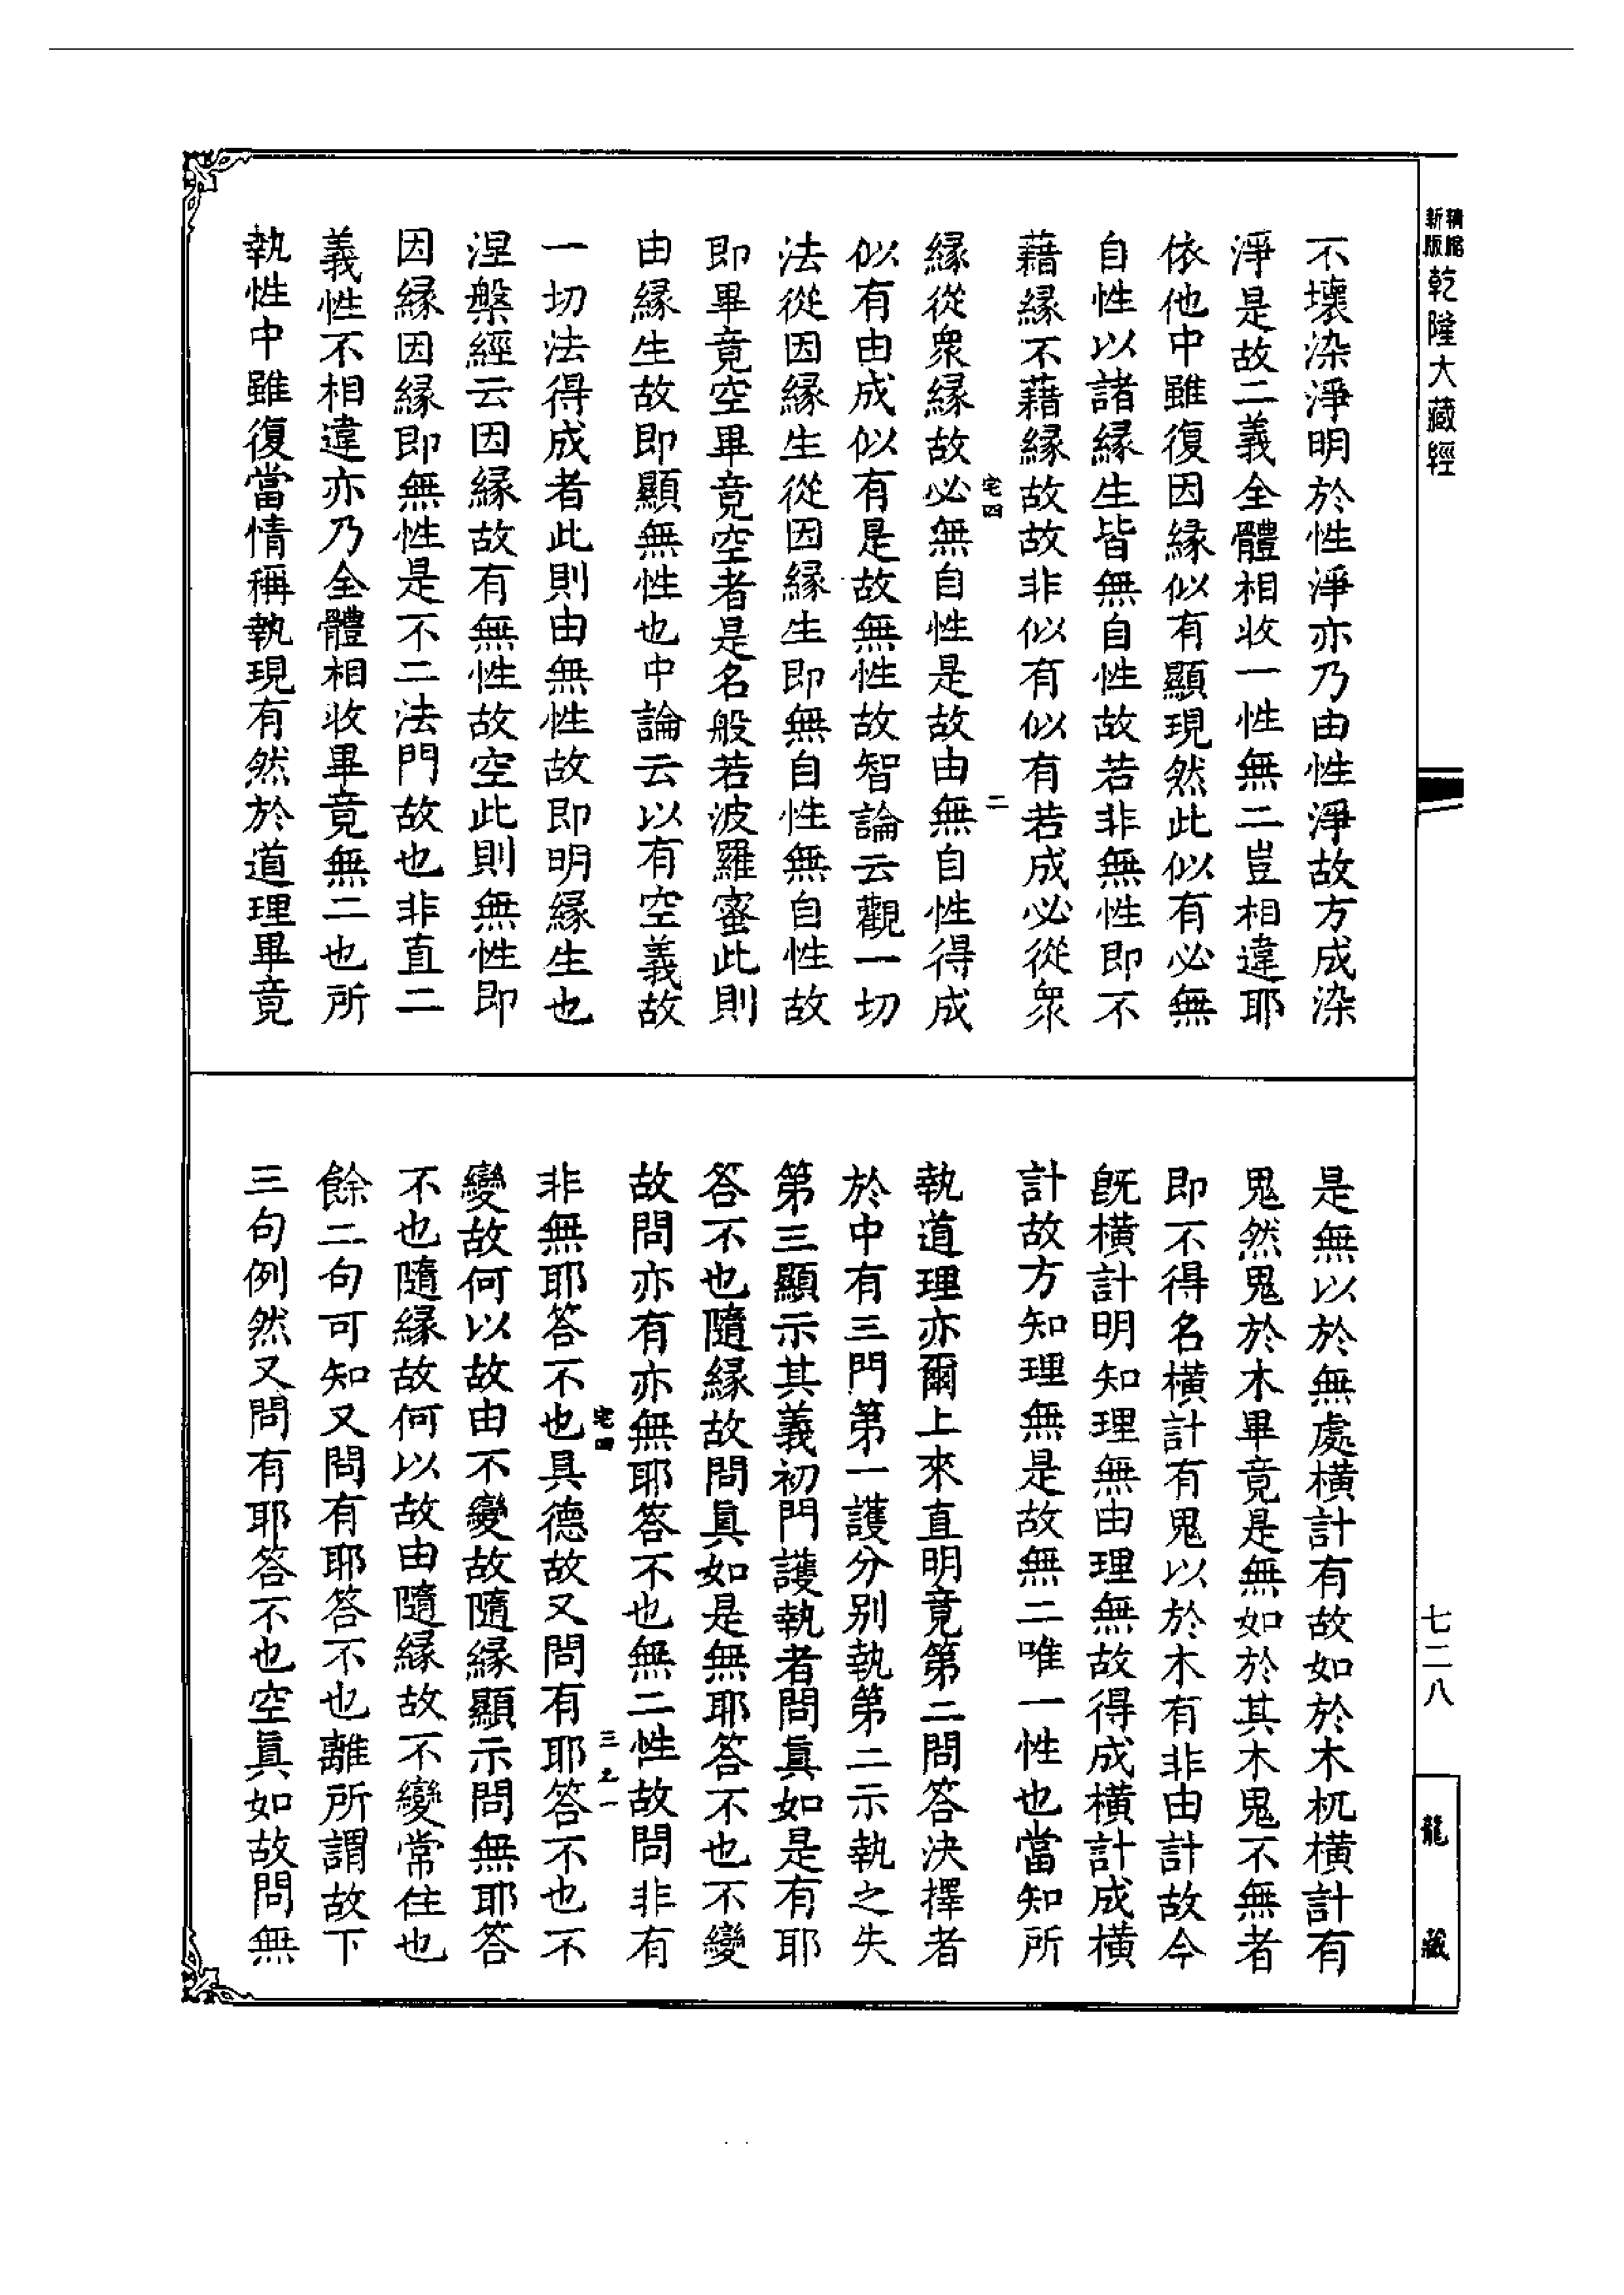 新版
精縮
乾隆大藏經
不壞染淨明於性淨亦乃由性淨故方成染
淨是故二義全體相收一性無二豈相違耶
依他中雖復因緣似有顯現然此似有必無
自性以諸緣生皆無自性故若非無性即不
藉緣不藉緣故故非似有似有若成必從眾
宅四
二
緣從眾緣故必無自性是故由無自性得成
似有由成似有是故無性故智論云觀一切
法從因緣生從因緣生即無自性無自性故
即畢竟空畢竟空者是名般若波羅蜜此則
由緣生故即顯無性也中論云以有空義故
一切法得成者此則由無性故即明緣生也
涅槃經云因緣故有無性故空此則無性即
因緣因緣即無性是不二法門故也非直二
義性不相違亦乃全體相收畢竟無二也所
執性中雖復當情稱執現有然於道理畢竟
是無以於無處橫計有故如於木杌橫計有
鬼然鬼於木畢竟是無如於其木鬼不無者
即不得名橫計有鬼以於木有非由計故今
既橫計明知理無由理無故得成橫計成橫
計故方知理無是故無二唯一性也當知所
執道理亦爾上來直明竟第二問答決擇者
於中有三門第一護分別執第二示執之失
第三顯示其義初門護執者問真如是有耶
答不也隨緣故問真如是無耶答不也不變
故問亦有亦無耶答不也無二性故問非有
宅四
三
非無耶答不也具德故又問有耶答不也不
變故何以故由不變故隨緣顯示問無耶答
不也隨緣故何以故由隨緣故不變常住也
餘二句可知又問有耶答不也離所謂故下
三句例然又問有耶答不也空真如故問無
七二八
龍藏